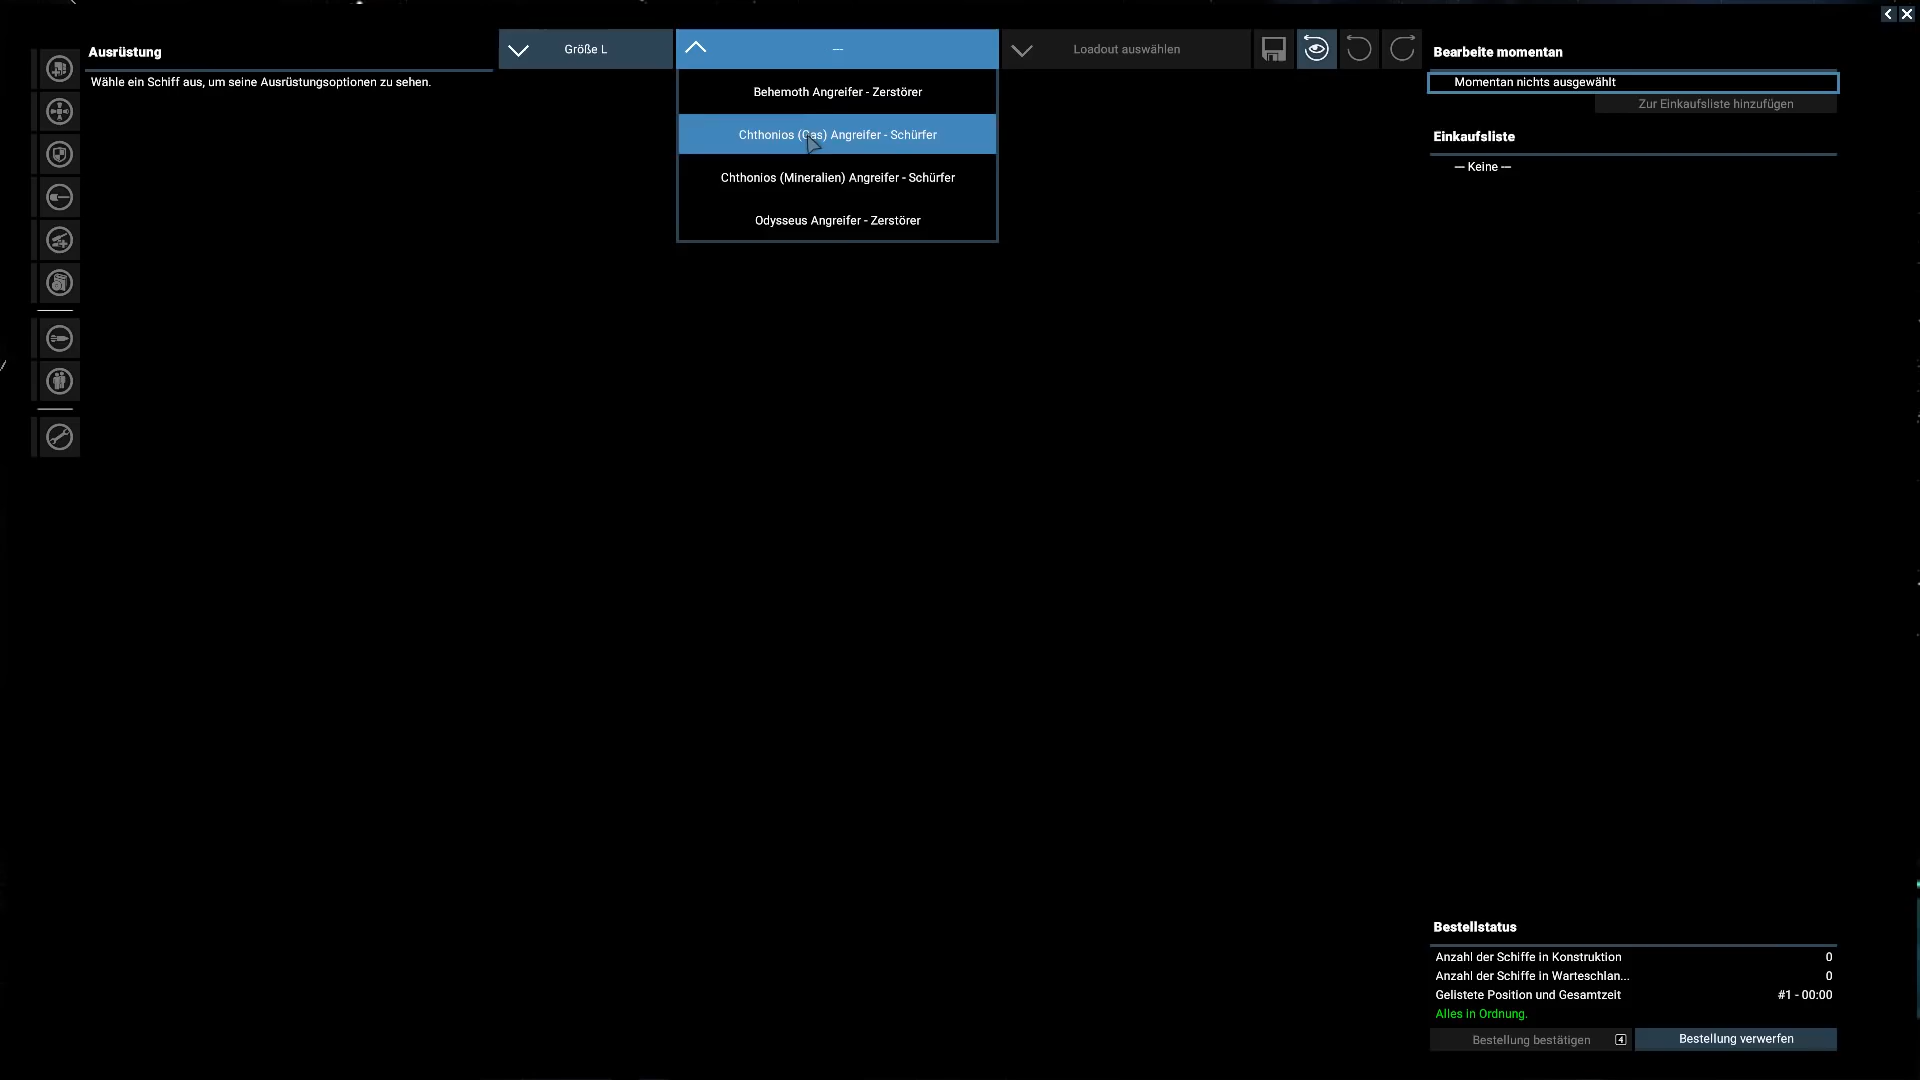 Ausrüstung
Wähle ein Schiff aus, um seine Ausrüstungsoptionen zu sehen.
Größe L
---
Loadout auswählen
Behemoth Angreifer - Zerstörer
Chthonios (Gas) Angreifer - Schürfer
Chthonios (Mineralien) Angreifer - Schürfer
Odysseus Angreifer - Zerstörer
Bearbeite momentan
Momentan nichts ausgewählt
Zur Einkaufsliste hinzufügen
Einkaufsliste
--- Keine ---
Bestellstatus
Anzahl der Schiffe in Konstruktion 0
Anzahl der Schiffe in Warteschlan... 0
Gelistete Position und Gesamtzeit #1 - 00:00
Alles in Ordnung.
Bestellung bestätigen 4 Bestellung verwerfen